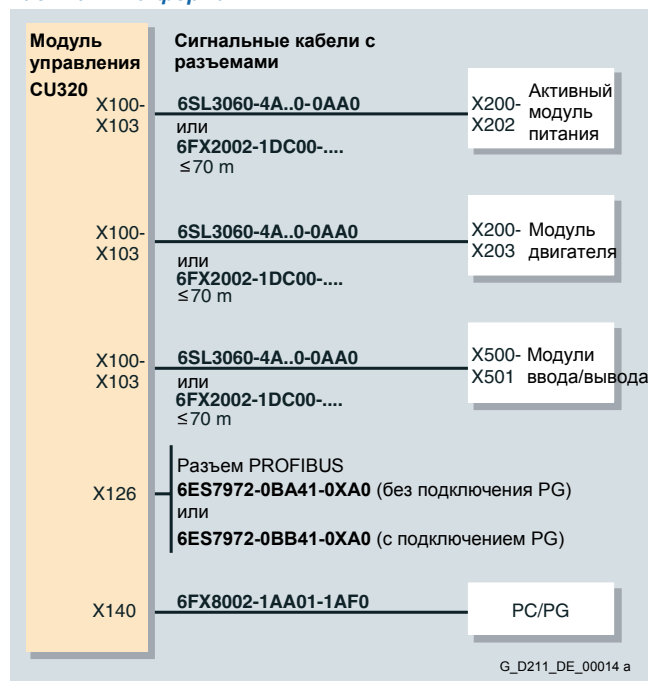 Модуль управления
CU320
Сигнальные кабели с разъемами
X100-
X103
6SL3060-4A..0-0AA0
или
6FX2002-1DC00-....
≤70 m
X200-
X202
Активный
модуль
питания
X100-
X103
6SL3060-4A..0-0AA0
или
6FX2002-1DC00-....
≤70 m
X200-
X203
Модуль
двигателя
X100-
X103
6SL3060-4A..0-0AA0
или
6FX2002-1DC00-....
≤70 m
X500-
X501
Модули
ввода/вывода
X126
Разъем PROFIBUS
6ES7972-0BA41-0XA0 (без подключения PG)
или
6ES7972-0BB41-0XA0 (с подключением PG)
X140
6FX8002-1AA01-1AF0
PC/PG
G_D211_DE_00014 a